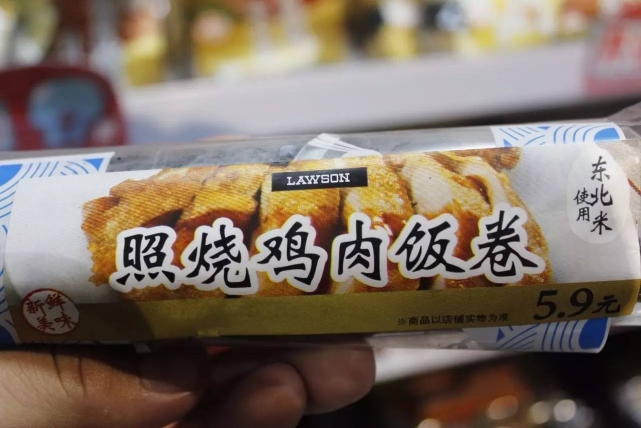 LAWSON
照烧鸡肉饭卷
使用
东北米
新鲜
美味
※商品以店铺实物为准
5.9元